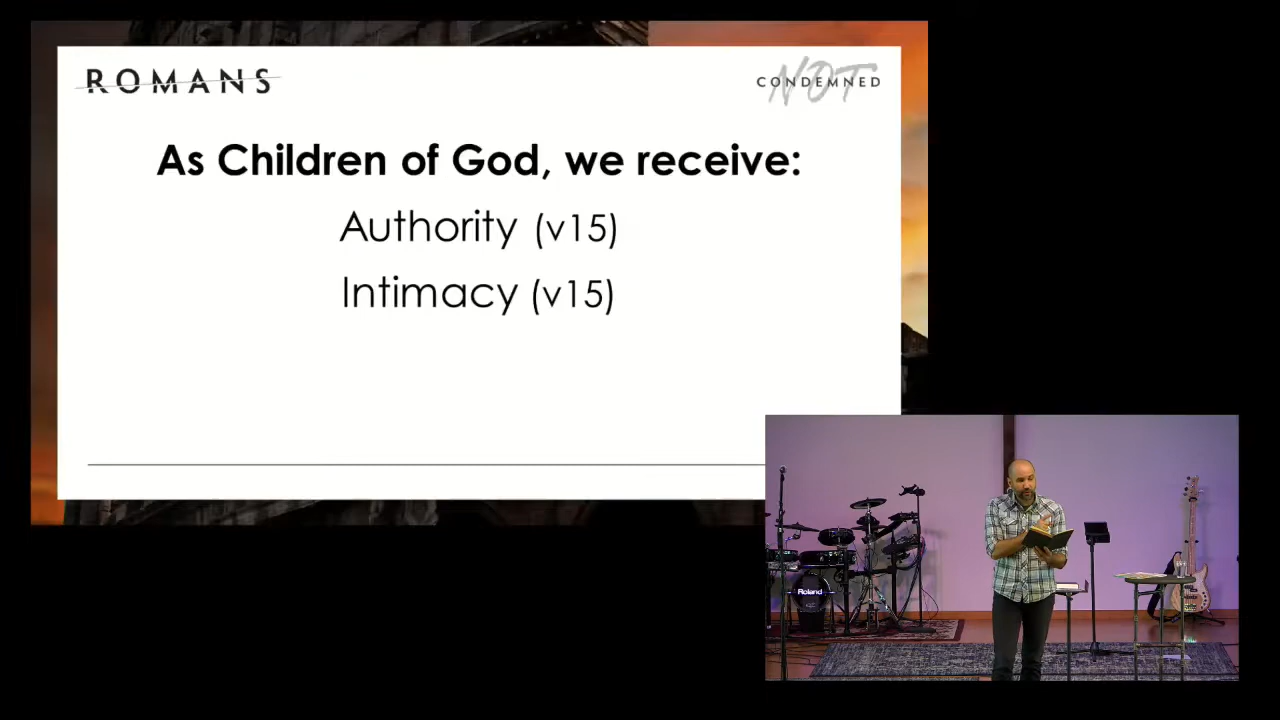 ROMANS
NOT
CONDEMNED
As Children of God, we receive:
Authority (v15)
Intimacy (v15)
Roland